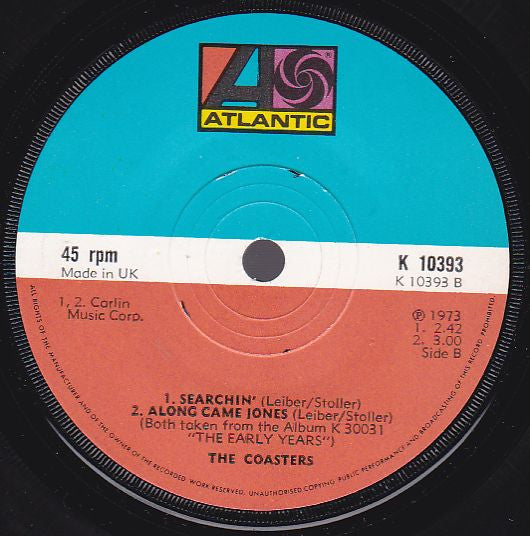 ATLANTIC
®
45 rpm
Made in UK
K 10393
K 10393 B
1, 2. Carlin
Music Corp.
℗ 1973
1. 2.42
2. 3.00
Side B
1. SEARCHIN' (Leiber/Stoller)
2. ALONG CAME JONES (Leiber/Stoller)
(Both taken from the Album K 30031
"THE EARLY YEARS")
THE COASTERS
ALL RIGHTS OF THE MANUFACTURER AND OF THE OWNER OF THE RECORDED WORK RESERVED. UNAUTHORISED COPYING PUBLIC PERFORMANCE AND BROADCASTING OF THIS RECORD PROHIBITED.